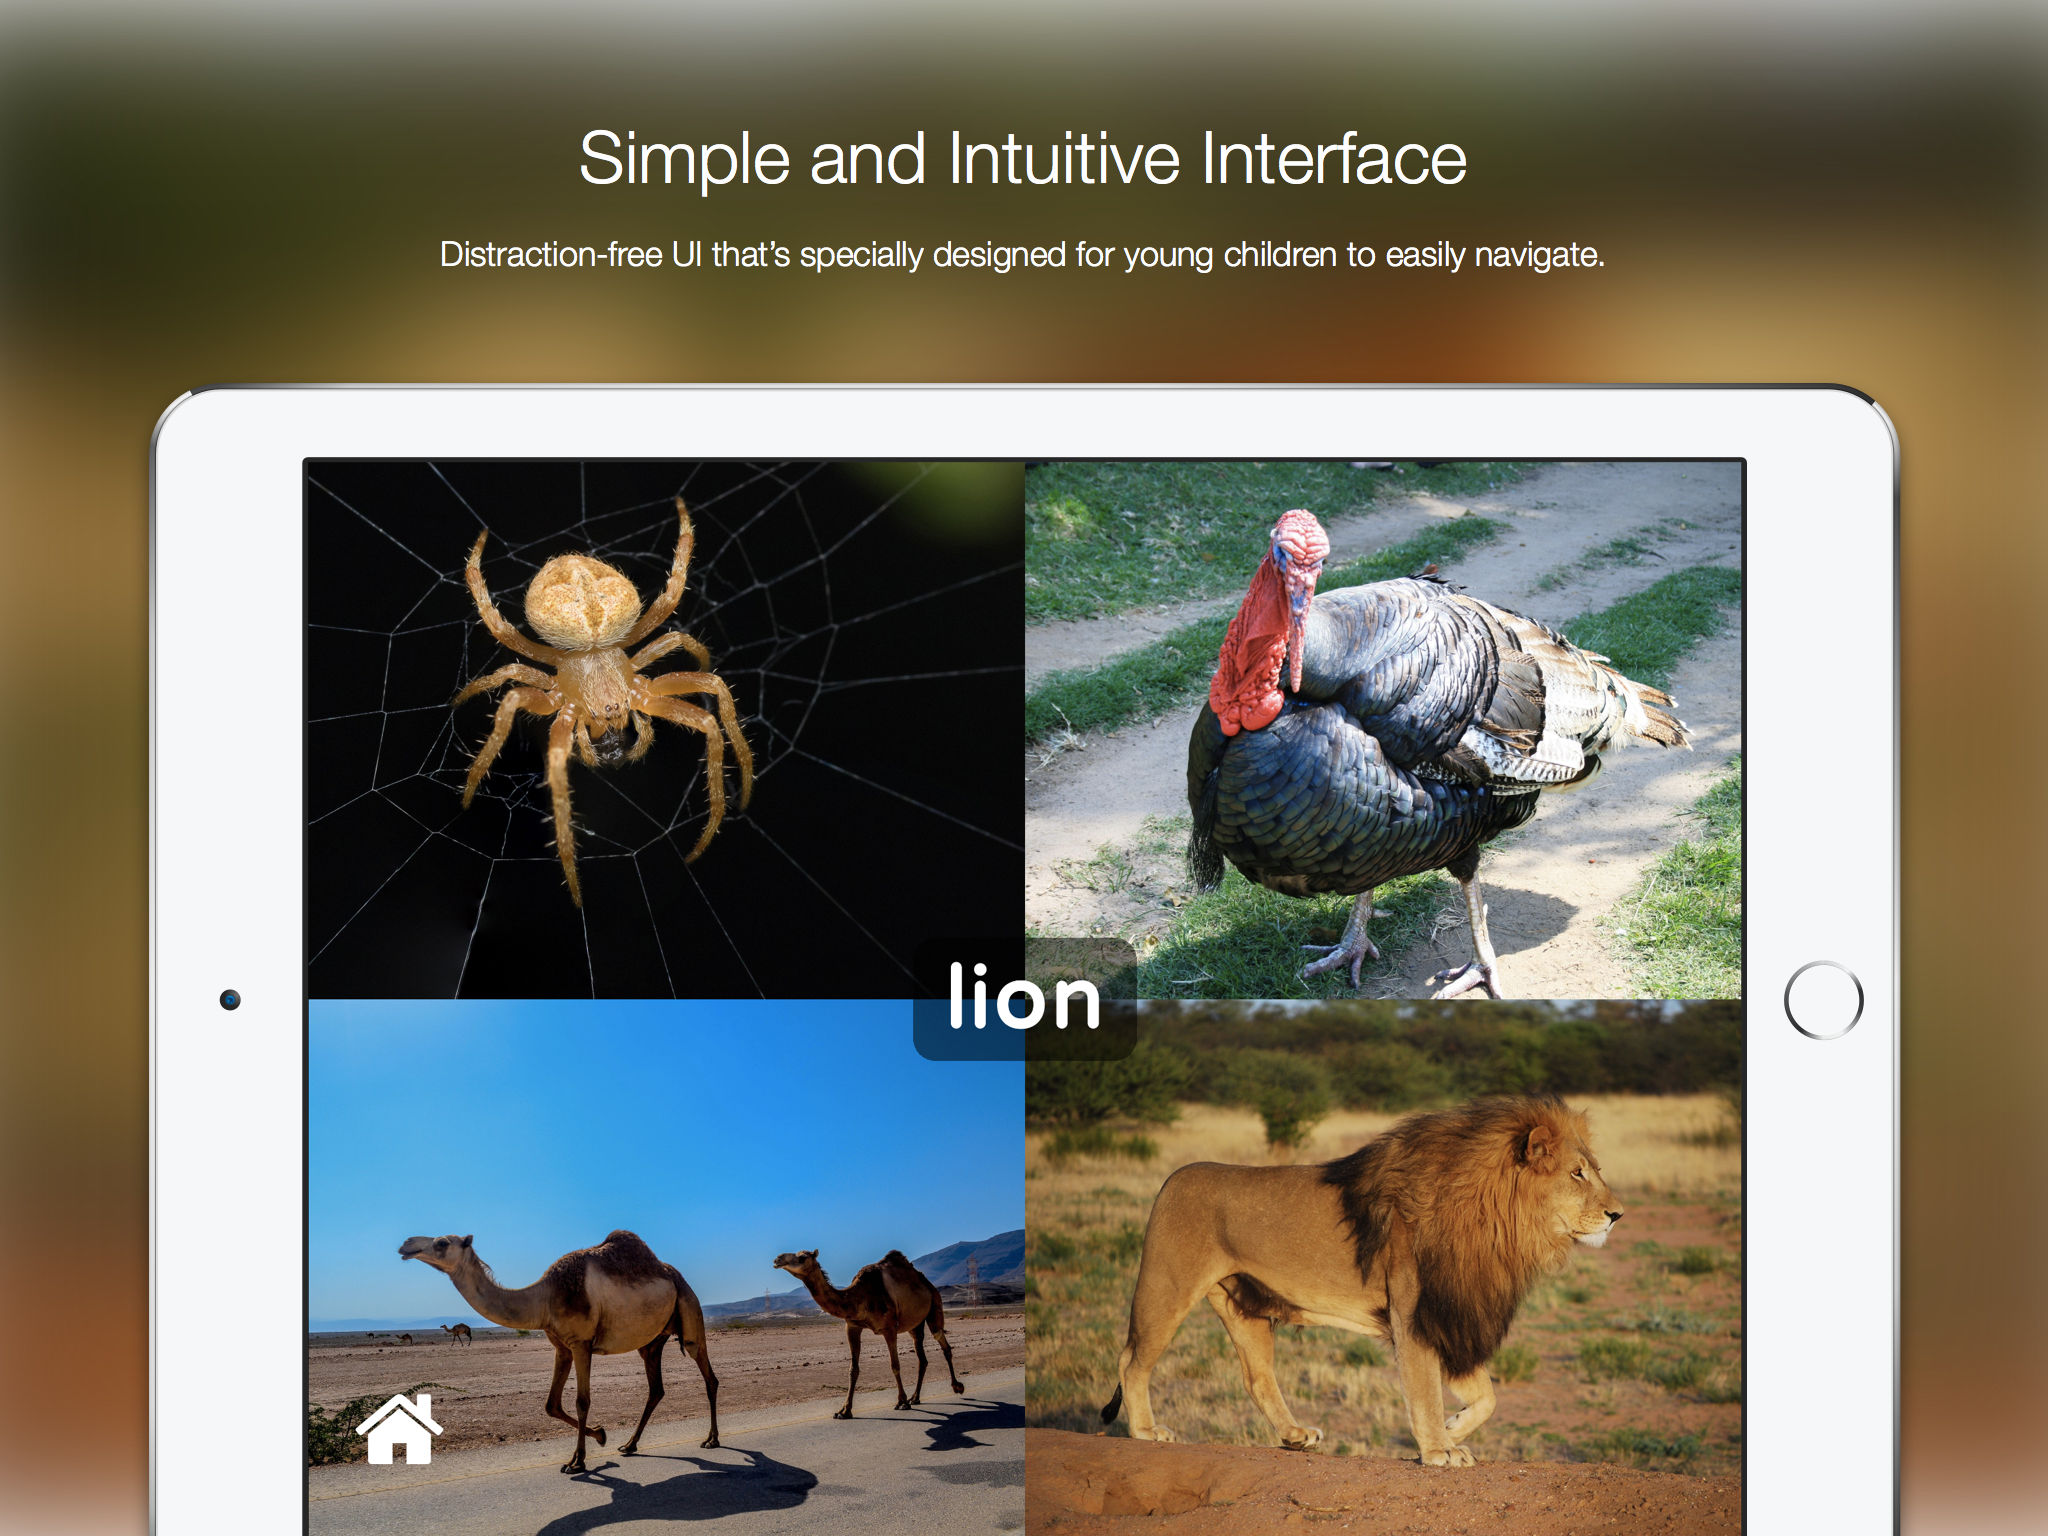 Simple and Intuitive Interface
Distraction-free UI that’s specially designed for young children to easily navigate.
lion